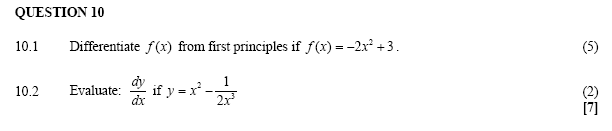 QUESTION 10
10.1 Differentiate f(x) from first principles if f(x) = −2x² + 3. (5)
10.2 Evaluate: dy/dx if y = x² − 1/2x³ (2)
[7]